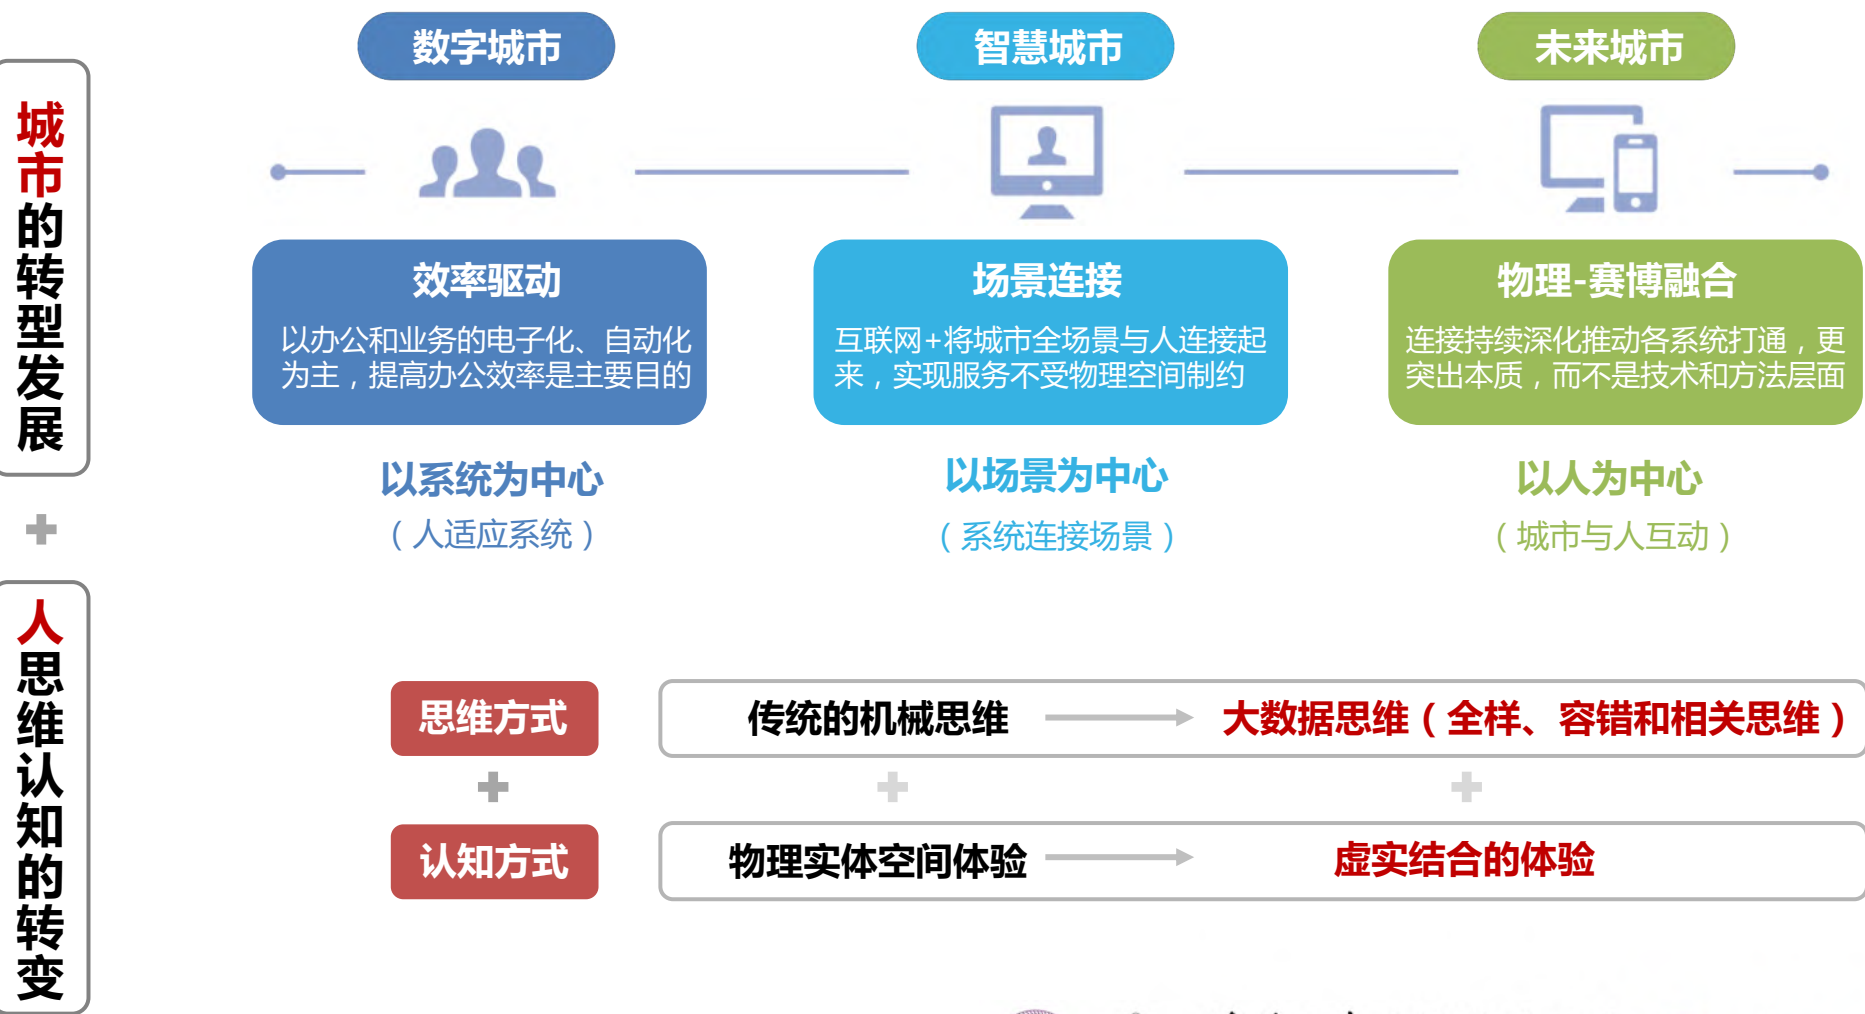 城市的转型发展
数字城市
智慧城市
未来城市
效率驱动
以办公和业务的电子化、自动化
为主，提高办公效率是主要目的
场景连接
互联网+将城市全场景与人连接起
来，实现服务不受物理空间制约
物理-赛博融合
连接持续深化推动各系统打通，更
突出本质，而不是技术和方法层面
以系统为中心
（人适应系统）
以场景为中心
（系统连接场景）
以人为中心
（城市与人互动）
人思维认知的转变
思维方式
传统的机械思维
大数据思维（全样、容错和相关思维）
认知方式
物理实体空间体验
虚实结合的体验